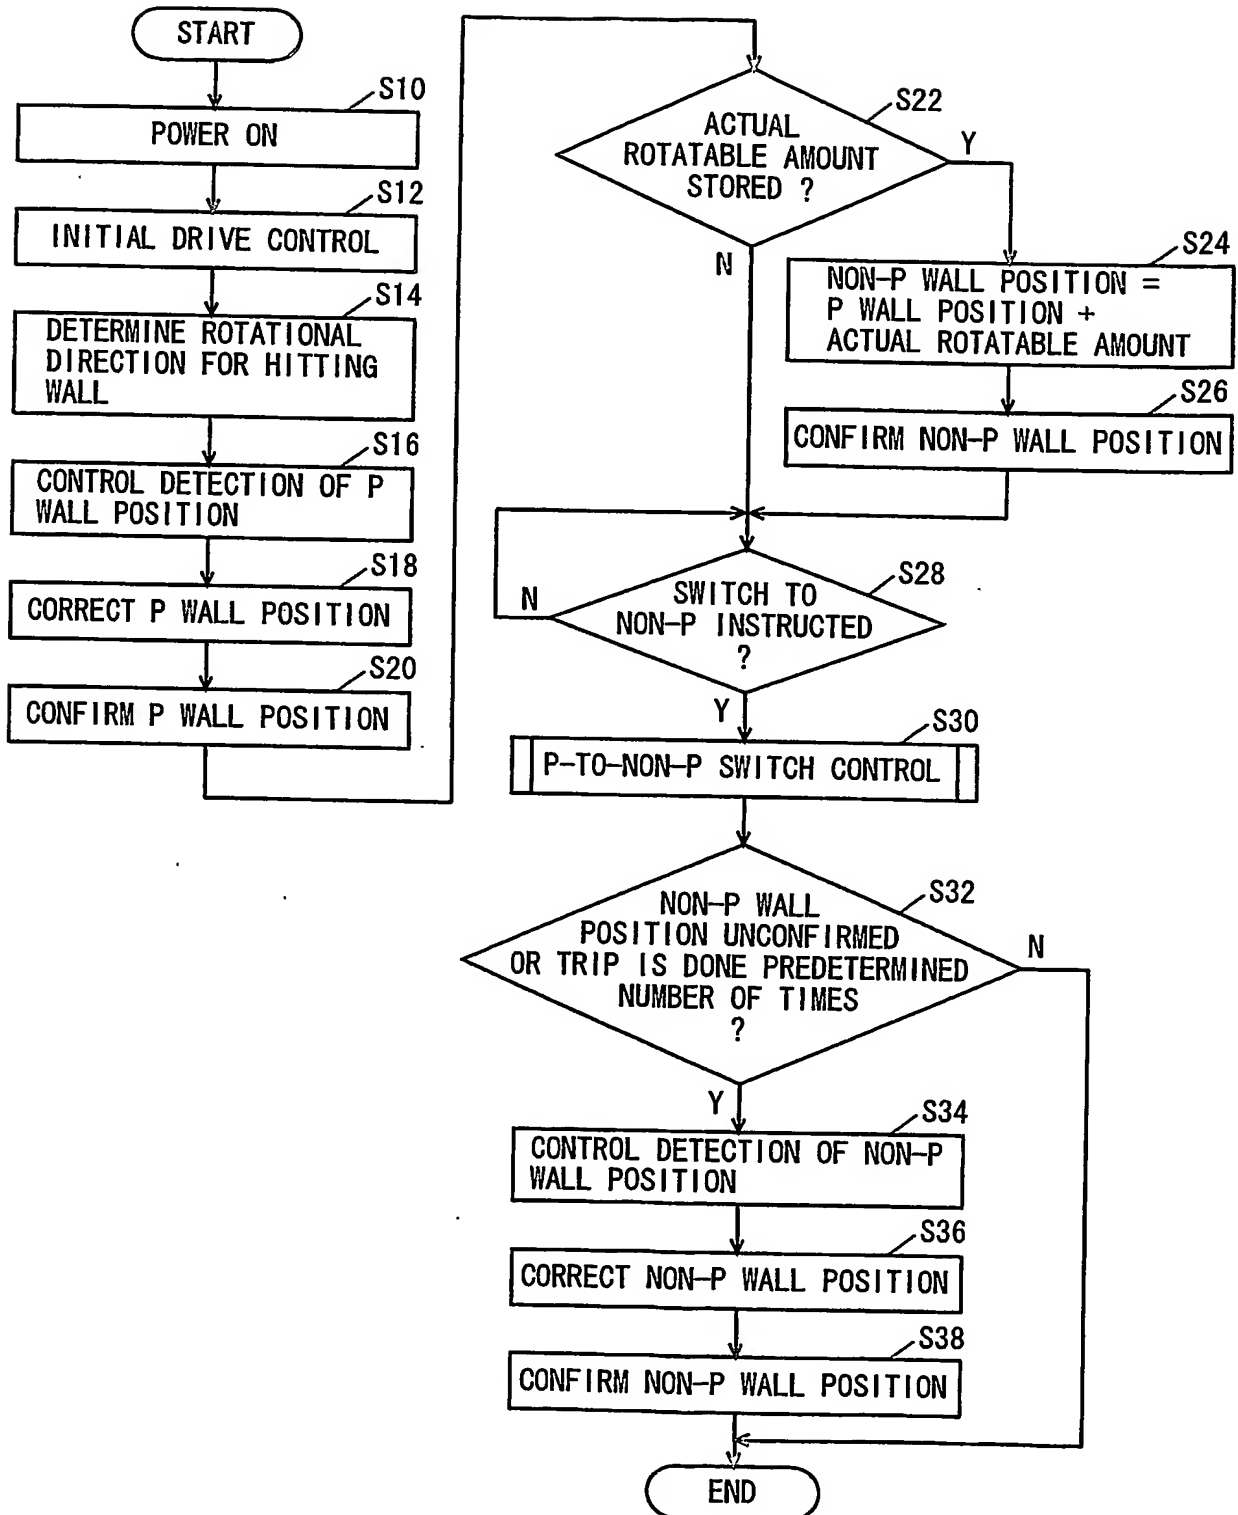 START
S10
POWER ON
S12
INITIAL DRIVE CONTROL
S14
DETERMINE ROTATIONAL
DIRECTION FOR HITTING
WALL
S16
CONTROL DETECTION OF P
WALL POSITION
S18
CORRECT P WALL POSITION
S20
CONFIRM P WALL POSITION
S22
ACTUAL
ROTATABLE AMOUNT
STORED ?
Y
N
S24
NON-P WALL POSITION =
P WALL POSITION +
ACTUAL ROTATABLE AMOUNT
S26
CONFIRM NON-P WALL POSITION
S28
SWITCH TO
NON-P INSTRUCTED
?
N
Y
S30
P-TO-NON-P SWITCH CONTROL
S32
NON-P WALL
POSITION UNCONFIRMED
OR TRIP IS DONE PREDETERMINED
NUMBER OF TIMES
?
N
Y
S34
CONTROL DETECTION OF NON-P
WALL POSITION
S36
CORRECT NON-P WALL POSITION
S38
CONFIRM NON-P WALL POSITION
END